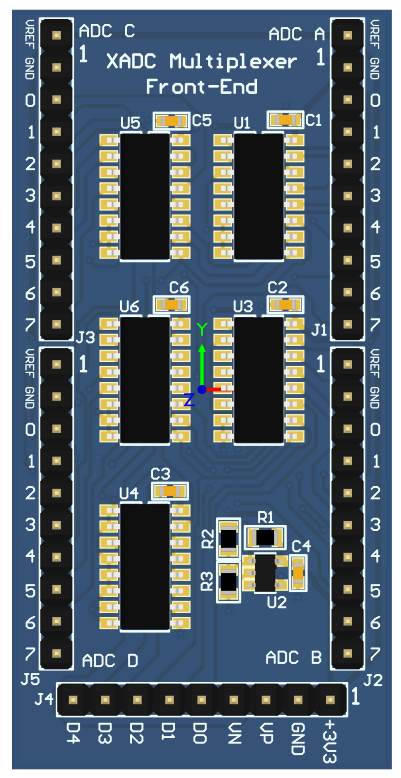 VREF ADC C ADC A VREF
GND 1 1 GND
XADC Multiplexer
Front-End
0 0
U5 C5 U1 C1
1 1
2 2
3 3
4 4
5 5
6 C6 C2 6
U6 U3
7 J3 Y J1 7
VREF 1 1 VREF
GND Z GND
0 0
1 1
2 C3 2
U4
3 R2 R1 3
4 C4 4
5 R3 U2 5
6 6
7 ADC D ADC B 7
J5 J2
J4 1
D4 D3 D2 D1 D0 VN VP GND +3V3